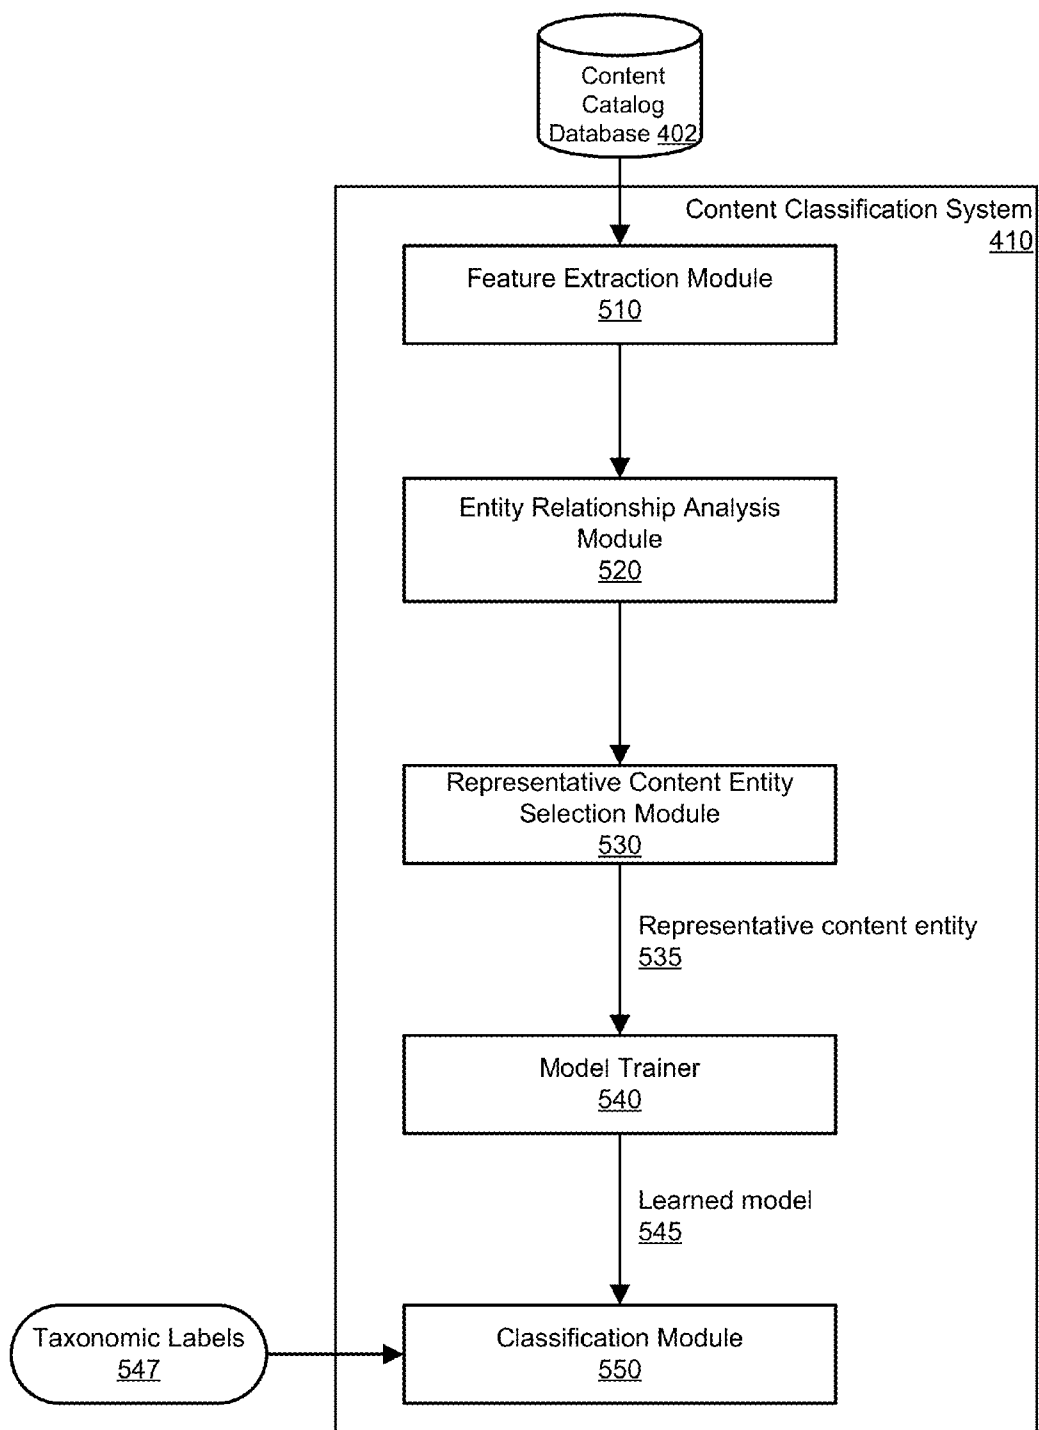 Content
Catalog
Database 402
Content Classification System
410
Feature Extraction Module
510
Entity Relationship Analysis
Module
520
Representative Content Entity
Selection Module
530
Representative content entity
535
Model Trainer
540
Learned model
545
Taxonomic Labels
547
Classification Module
550